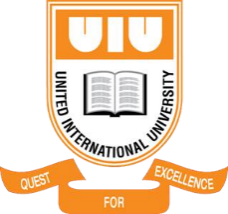 UIU
UNITED INTERNATIONAL UNIVERSITY
QUEST
FOR
EXCELLENCE